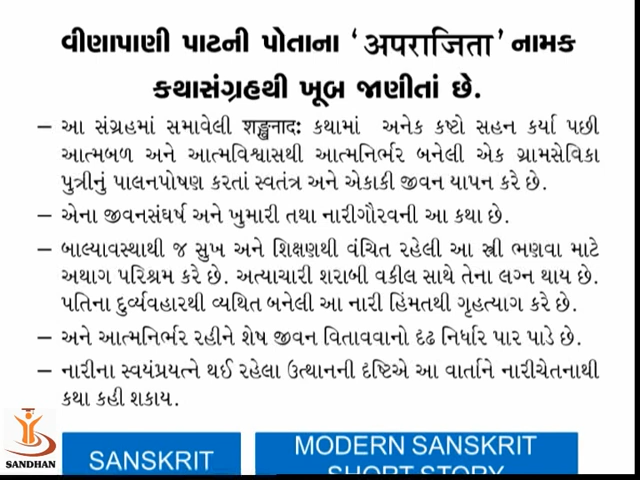 વીણાપાણી પાટની પોતાના ‘अपराजिता’ નામક
કથાસંગ્રહથી ખૂબ જાણીતાં છે.
– આ સંગ્રહમાં સમાવેલી शङ्खनादः કથામાં અનેક કષ્ટો સહન કર્યા પછી
આત્મબળ અને આત્મવિશ્વાસથી આત્મનિર્ભર બનેલી એક ગ્રામસેવિકા
પુત્રીનું પાલનપોષણ કરતાં સ્વતંત્ર અને એકાકી જીવન યાપન કરે છે.
– એના જીવનસંઘર્ષ અને ખુમારી તથા નારીગૌરવની આ કથા છે.
– બાલ્યાવસ્થાથી જ સુખ અને શિક્ષણથી વંચિત રહેલી આ સ્ત્રી ભણવા માટે
અથાગ પરિશ્રમ કરે છે. અત્યાચારી શરાબી વકીલ સાથે તેના લગ્ન થાય છે.
પતિના દુર્વ્યવહારથી વ્યથિત બનેલી આ નારી હિંમતથી ગૃહત્યાગ કરે છે.
– અને આત્મનિર્ભર રહીને શેષ જીવન વિતાવવાનો દૃઢ નિર્ધાર પાર પાડે છે.
– નારીના સ્વયંપ્રયત્ને થઈ રહેલા ઉત્થાનની દૃષ્ટિએ આ વાર્તાને નારીચેતનાથી
કથા કહી શકાય.
SANDHAN
SANSKRIT
MODERN SANSKRIT
SHORT STORY